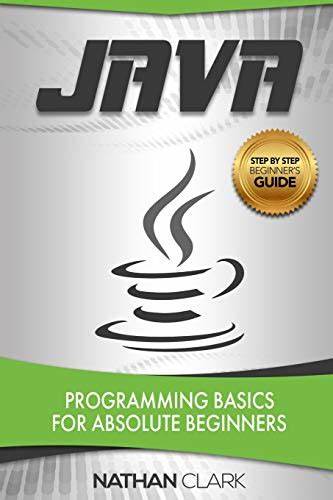 JAVA
STEP BY STEP
BEGINNER'S
GUIDE
PROGRAMMING BASICS
FOR ABSOLUTE BEGINNERS
NATHAN CLARK